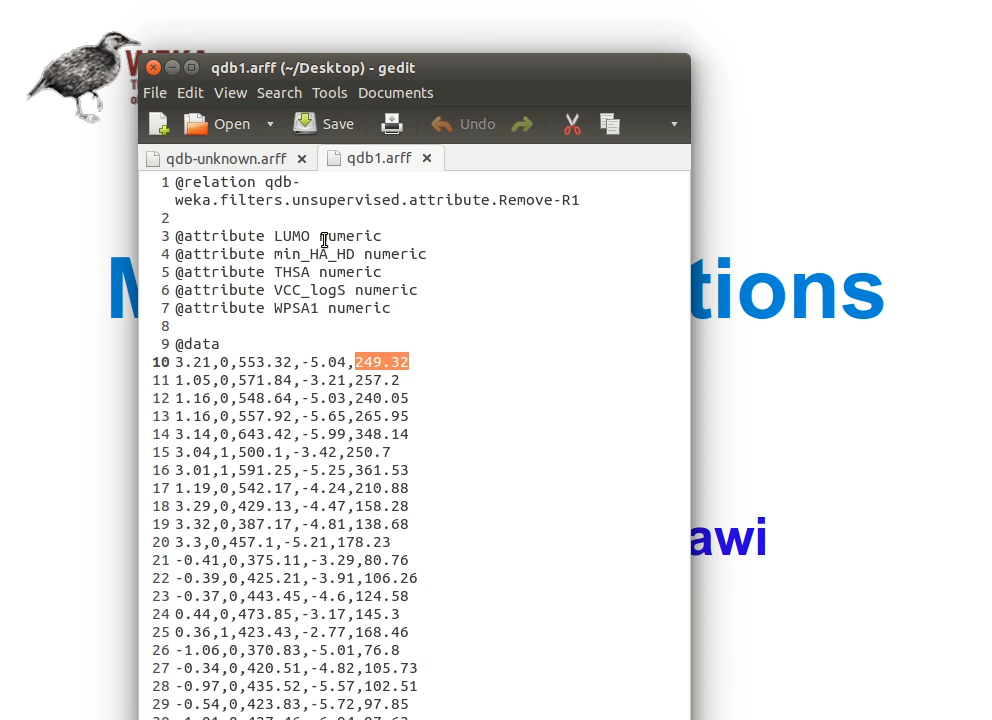 WEKA
qdb1.arff (~/Desktop) - gedit
File Edit View Search Tools Documents
Open Save Undo
qdb-unknown.arff qdb1.arff
1 @relation qdb-
weka.filters.unsupervised.attribute.Remove-R1
2
3 @attribute LUMO numeric
4 @attribute min_HA_HD numeric
5 @attribute THSA numeric
6 @attribute VCC_logS numeric
7 @attribute WPSA1 numeric
8
9 @data
10 3.21,0,553.32,-5.04,249.32
11 1.05,0,571.84,-3.21,257.2
12 1.16,0,548.64,-5.03,240.05
13 1.16,0,557.92,-5.65,265.95
14 3.14,0,643.42,-5.99,348.14
15 3.04,1,500.1,-3.42,250.7
16 3.01,1,591.25,-5.25,361.53
17 1.19,0,542.17,-4.24,210.88
18 3.29,0,429.13,-4.47,158.28
19 3.32,0,387.17,-4.81,138.68
20 3.3,0,457.1,-5.21,178.23
21 -0.41,0,375.11,-3.29,80.76
22 -0.39,0,425.21,-3.91,106.26
23 -0.37,0,443.45,-4.6,124.58
24 0.44,0,473.85,-3.17,145.3
25 0.36,1,423.43,-2.77,168.46
26 -1.06,0,370.83,-5.01,76.8
27 -0.34,0,420.51,-4.82,105.73
28 -0.97,0,435.52,-5.57,102.51
29 -0.54,0,423.83,-5.72,97.85
tions
awi